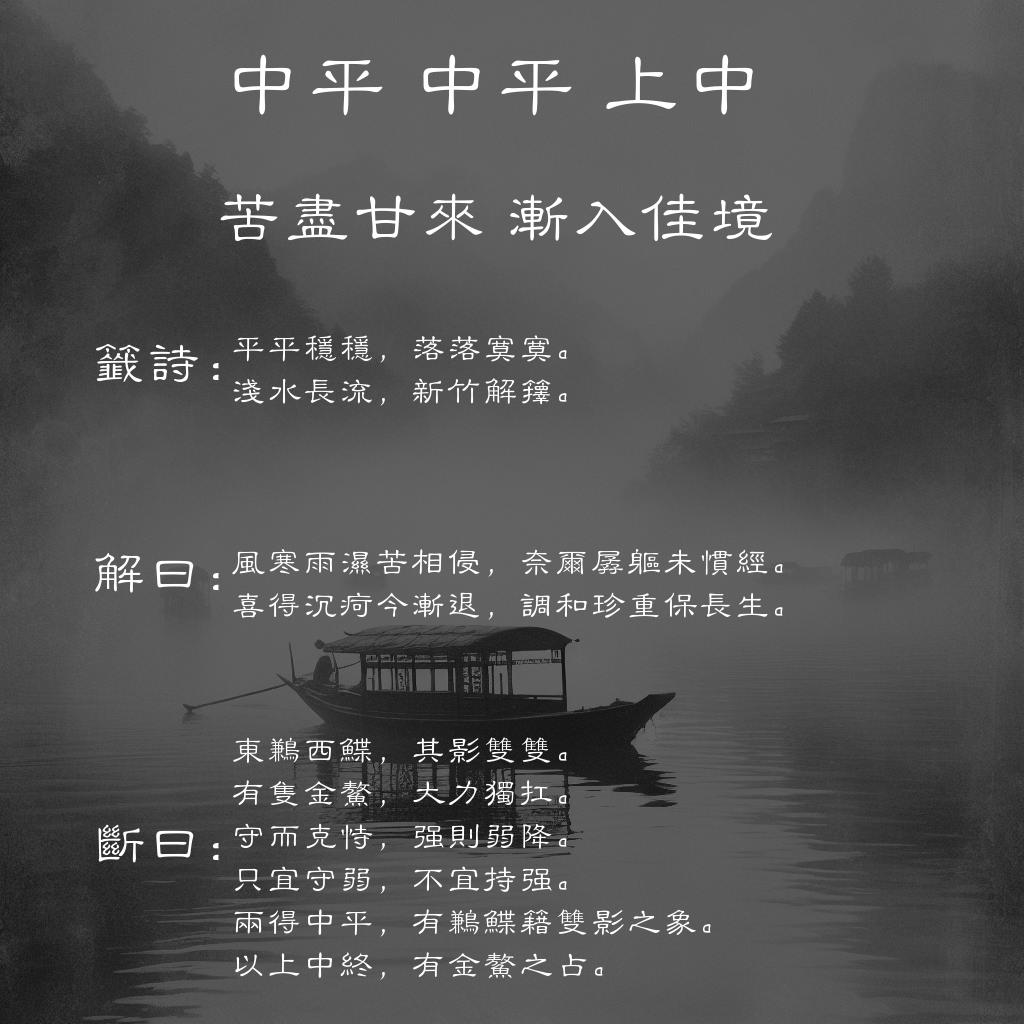 中平 中平 上中
苦盡甘來 漸入佳境
籤詩：
平平穩穩，落落寞寞。
淺水長流，新竹解籜。
解曰：
風寒雨濕苦相侵，奈爾孱軀未慣經。
喜得沉疴今漸退，調和珍重保長生。
斷曰：
東鶼西鰈，其影雙雙。
有隻金鰲，大力獨扛。
守而克恃，强則弱降。
只宜守弱，不宜持强。
兩得中平，有鶼鰈籍雙影之象。
以上中終，有金鰲之占。